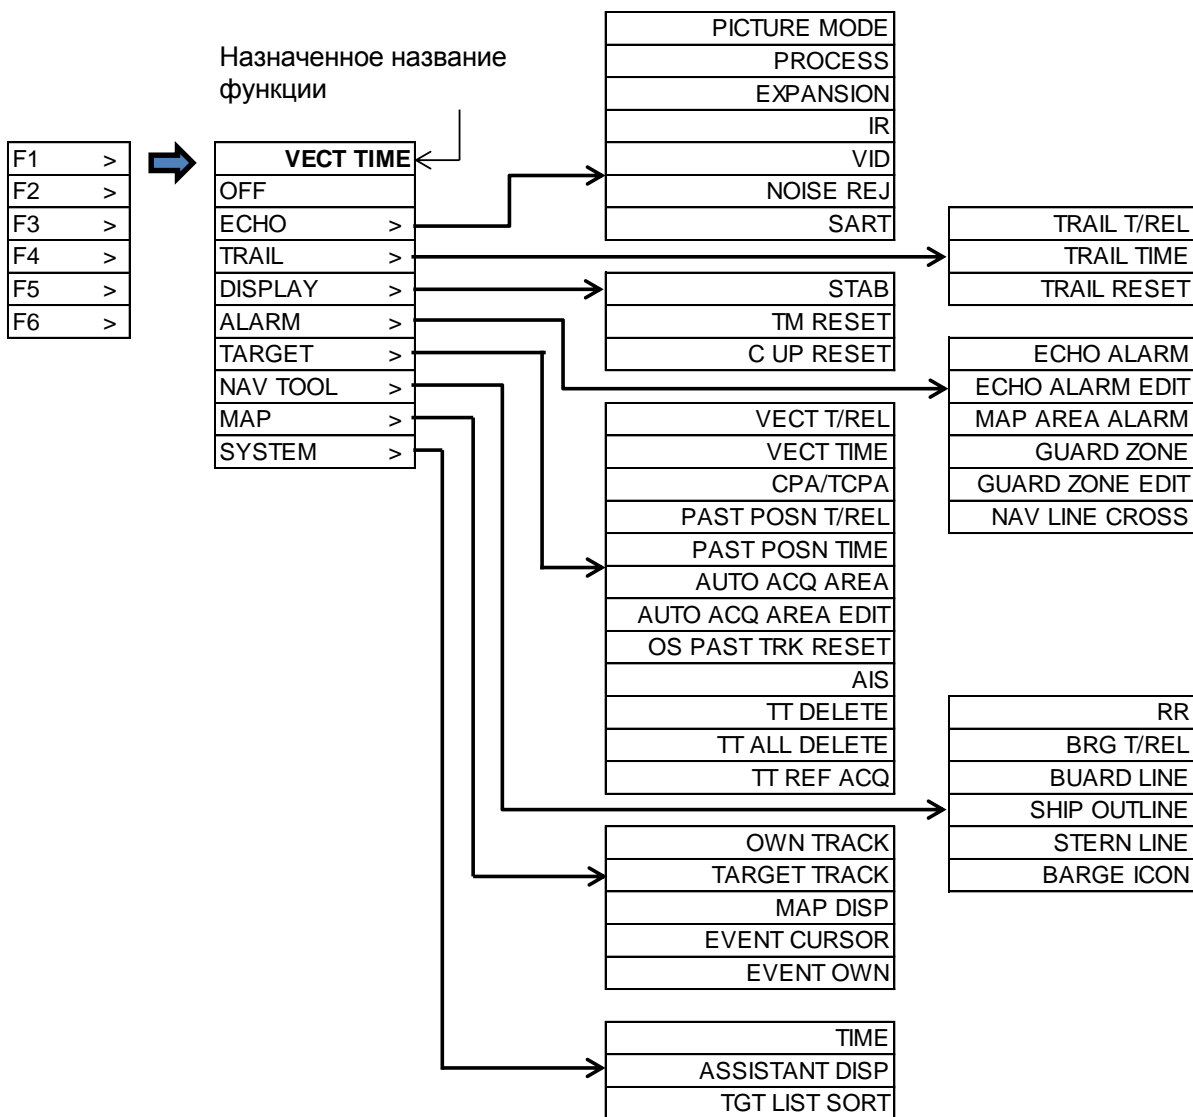 Назначенное название
функции
F1 >
F2 >
F3 >
F4 >
F5 >
F6 >
VECT TIME
OFF
ECHO >
TRAIL >
DISPLAY >
ALARM >
TARGET >
NAV TOOL >
MAP >
SYSTEM >
PICTURE MODE
PROCESS
EXPANSION
IR
VID
NOISE REJ
SART
TRAIL T/REL
TRAIL TIME
TRAIL RESET
STAB
TM RESET
C UP RESET
ECHO ALARM
ECHO ALARM EDIT
MAP AREA ALARM
GUARD ZONE
GUARD ZONE EDIT
NAV LINE CROSS
VECT T/REL
VECT TIME
CPA/TCPA
PAST POSN T/REL
PAST POSN TIME
AUTO ACQ AREA
AUTO ACQ AREA EDIT
OS PAST TRK RESET
AIS
TT DELETE
TT ALL DELETE
TT REF ACQ
RR
BRG T/REL
BUARD LINE
SHIP OUTLINE
STERN LINE
BARGE ICON
OWN TRACK
TARGET TRACK
MAP DISP
EVENT CURSOR
EVENT OWN
TIME
ASSISTANT DISP
TGT LIST SORT